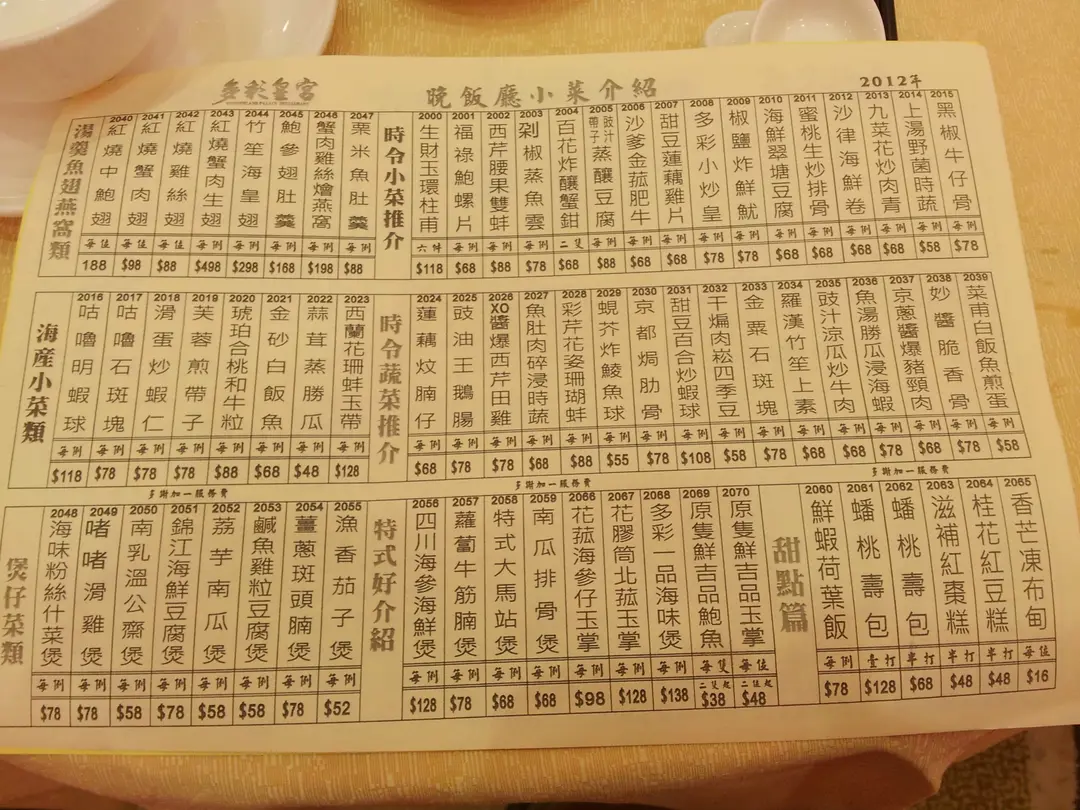 多彩皇宮 晚飯廳小菜介紹 2012年
湯羹魚翅燕窩類
2040 紅燒中鮑翅 每位 188
2041 紅燒蟹肉翅 每位 $98
2042 紅燒雞絲翅 每位 $88
2043 紅燒蟹肉生翅 每例 $498
2044 竹笙海皇翅 每例 $298
2045 鮑參翅肚羹 每例 $168
2046 蟹肉雞絲燴燕窩 每例 $198
2047 粟米魚肚羹 每例 $88
時令小菜推介
2000 生財玉環柱甫 六件 $118
2001 福祿鮑螺片 每例 $68
2002 西芹腰果雙蚌 每例 $88
2003 剁椒蒸魚雲 每例 $78
2004 百花炸釀蟹鉗 二隻 $68
2005 豉汁帶子蒸釀豆腐 每例 $88
2006 沙爹金菰肥牛 每例 $68
2007 甜豆蓮藕雞片 每例 $68
2008 多彩小炒皇 每例 $78
2009 椒鹽炸鮮魷 每例 $78
2010 海鮮翠塘豆腐 每例 $68
2011 蜜桃生炒排骨 每例 $68
2012 沙律海鮮卷 每例 $68
2013 九菜花炒肉青 每例 $68
2014 上湯野菌時蔬 每例 $58
2015 黑椒牛仔骨 每例 $78
海產小菜類
2016 咕嚕明蝦球 每例 $118
2017 咕嚕石斑塊 每例 $78
2018 滑蛋炒蝦仁 每例 $78
2019 芙蓉煎帶子 每例 $78
2020 琥珀合桃和牛粒 每例 $88
2021 金砂白飯魚 每例 $68
2022 蒜茸蒸勝瓜 每例 $48
2023 西蘭花珊蚌玉帶 每例 $128
時令蔬菜推介
2024 蓮藕炆腩仔 每例 $68
2025 豉油王鵝腸 每例 $78
2026 XO醬爆西芹田雞 每例 $78
2027 魚肚肉碎浸時蔬 每例 $68
2028 彩芹花姿珊瑚蚌 每例 $88
2029 蜆芥炸鯪魚球 每例 $55
2030 京都焗肋骨 每例 $78
2031 甜豆百合炒蝦球 每例 $108
2032 干煸肉崧四季豆 每例 $58
2033 金粟石斑塊 每例 $78
2034 羅漢竹笙上素 每例 $68
2035 豉汁涼瓜炒牛肉 每例 $68
2036 魚湯勝瓜浸海蝦 每例 $78
2037 京蔥醬爆豬頸肉 每例 $68
2038 妙醬脆香骨 每例 $78
2039 菜甫白飯魚煎蛋 每例 $58
多謝加一服務費
多謝加一服務費
多謝加一服務費
煲仔菜類
2048 海味粉絲什菜煲 每例 $78
2049 啫啫滑雞煲 每例 $78
2050 南乳溫公齋煲 每例 $58
2051 錦江海鮮豆腐煲 每例 $78
2052 荔芋南瓜煲 每例 $58
2053 鹹魚雞粒豆腐煲 每例 $58
2054 薑蔥斑頭腩煲 每例 $78
2055 漁香茄子煲 每例 $52
特式好介紹
2056 四川海參海鮮煲 每例 $128
2057 蘿蔔牛筋腩煲 每例 $78
2058 特式大馬站煲 每例 $68
2059 南瓜排骨煲 每例 $68
2066 花菰海參仔玉掌 每例 $98
2067 花膠筒北菰玉掌 每例 $128
2068 多彩一品海味煲 每例 $138
2069 原隻鮮吉品鮑魚 每隻 二隻起 $38
2070 原隻鮮吉品玉掌 每位 二位起 $48
甜點篇
2060 鮮蝦荷葉飯 每例 $78
2061 蟠桃壽包 壹打 $128
2062 蟠桃壽包 半打 $68
2063 滋補紅棗糕 半打 $48
2064 桂花紅豆糕 半打 $48
2065 香芒凍布甸 每位 $16